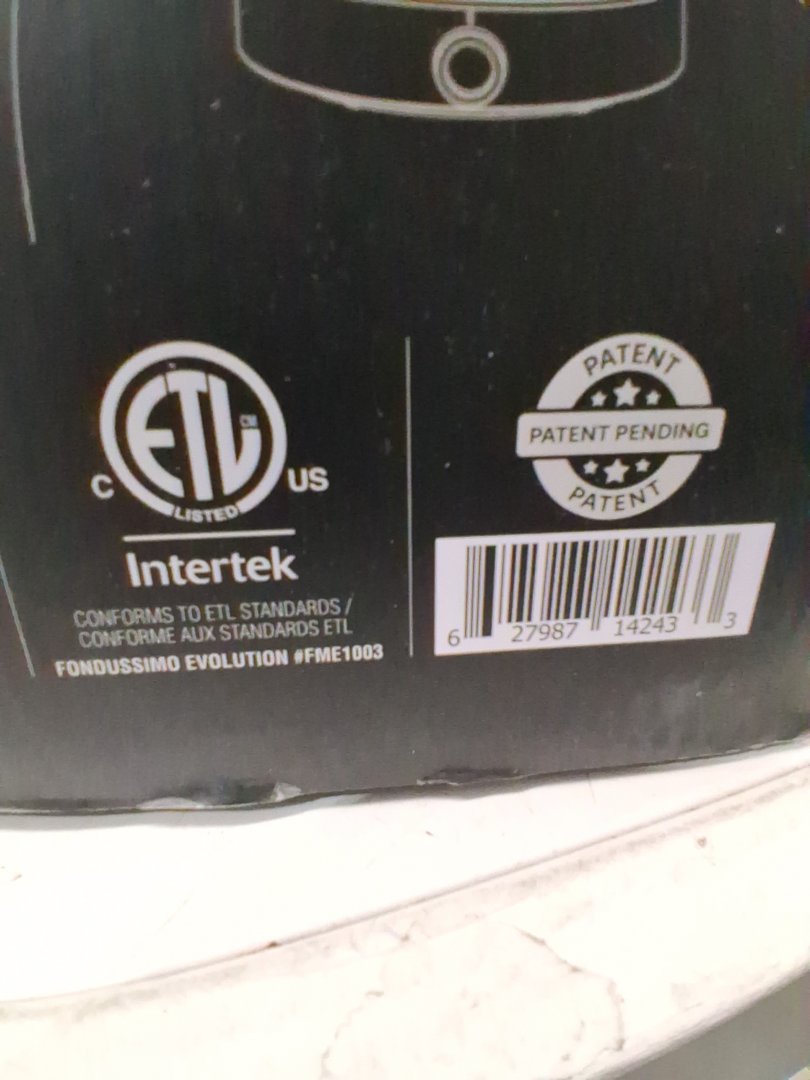 ETL
CM
C US
LISTED
Intertek
CONFORMS TO ETL STANDARDS /
CONFORME AUX STANDARDS ETL
FONDUSSIMO EVOLUTION #FME1003
PATENT
PATENT PENDING
PATENT
6 27987 14243 3